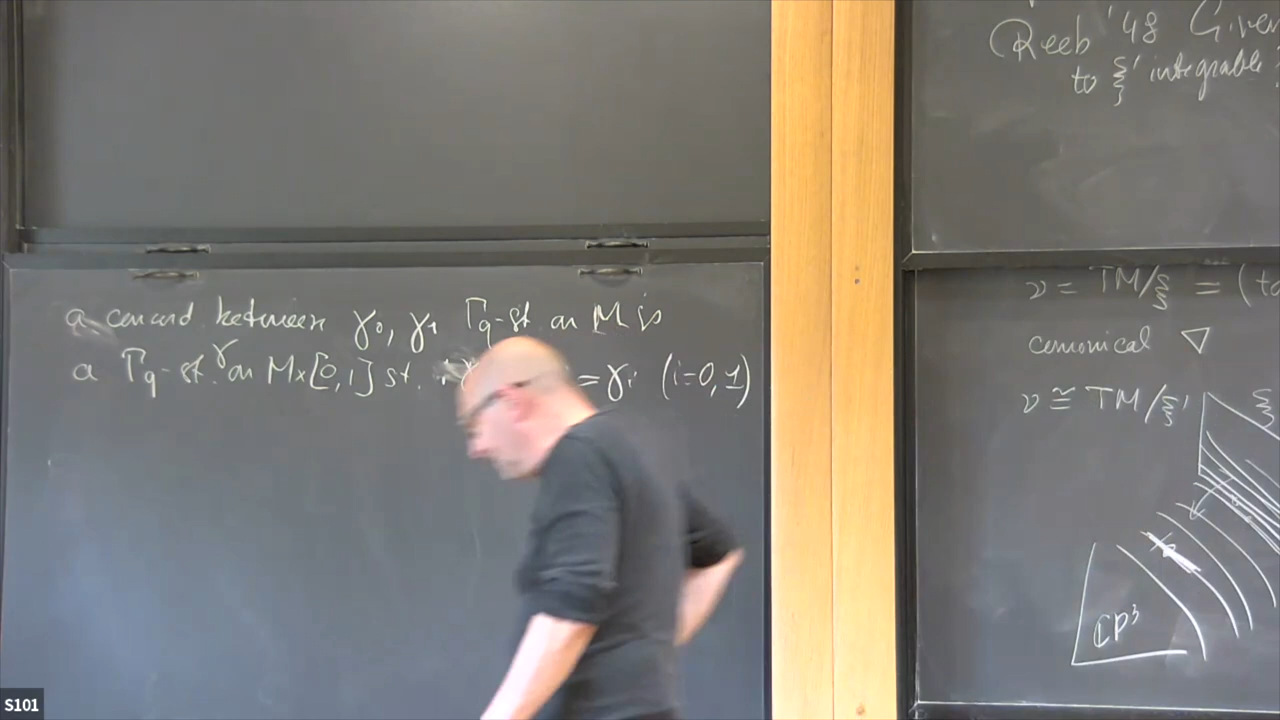 a concord between γ₀, γ₁ Γq-st on M is
a Γq-st. γ on M×[0,1] st. = γi (i=0,1)
Reeb '48 Given
to ξ' integrable
ν = TM/ξ =
canonical ∇
ν ≅ TM/ξ'
ξ
CP³
S101